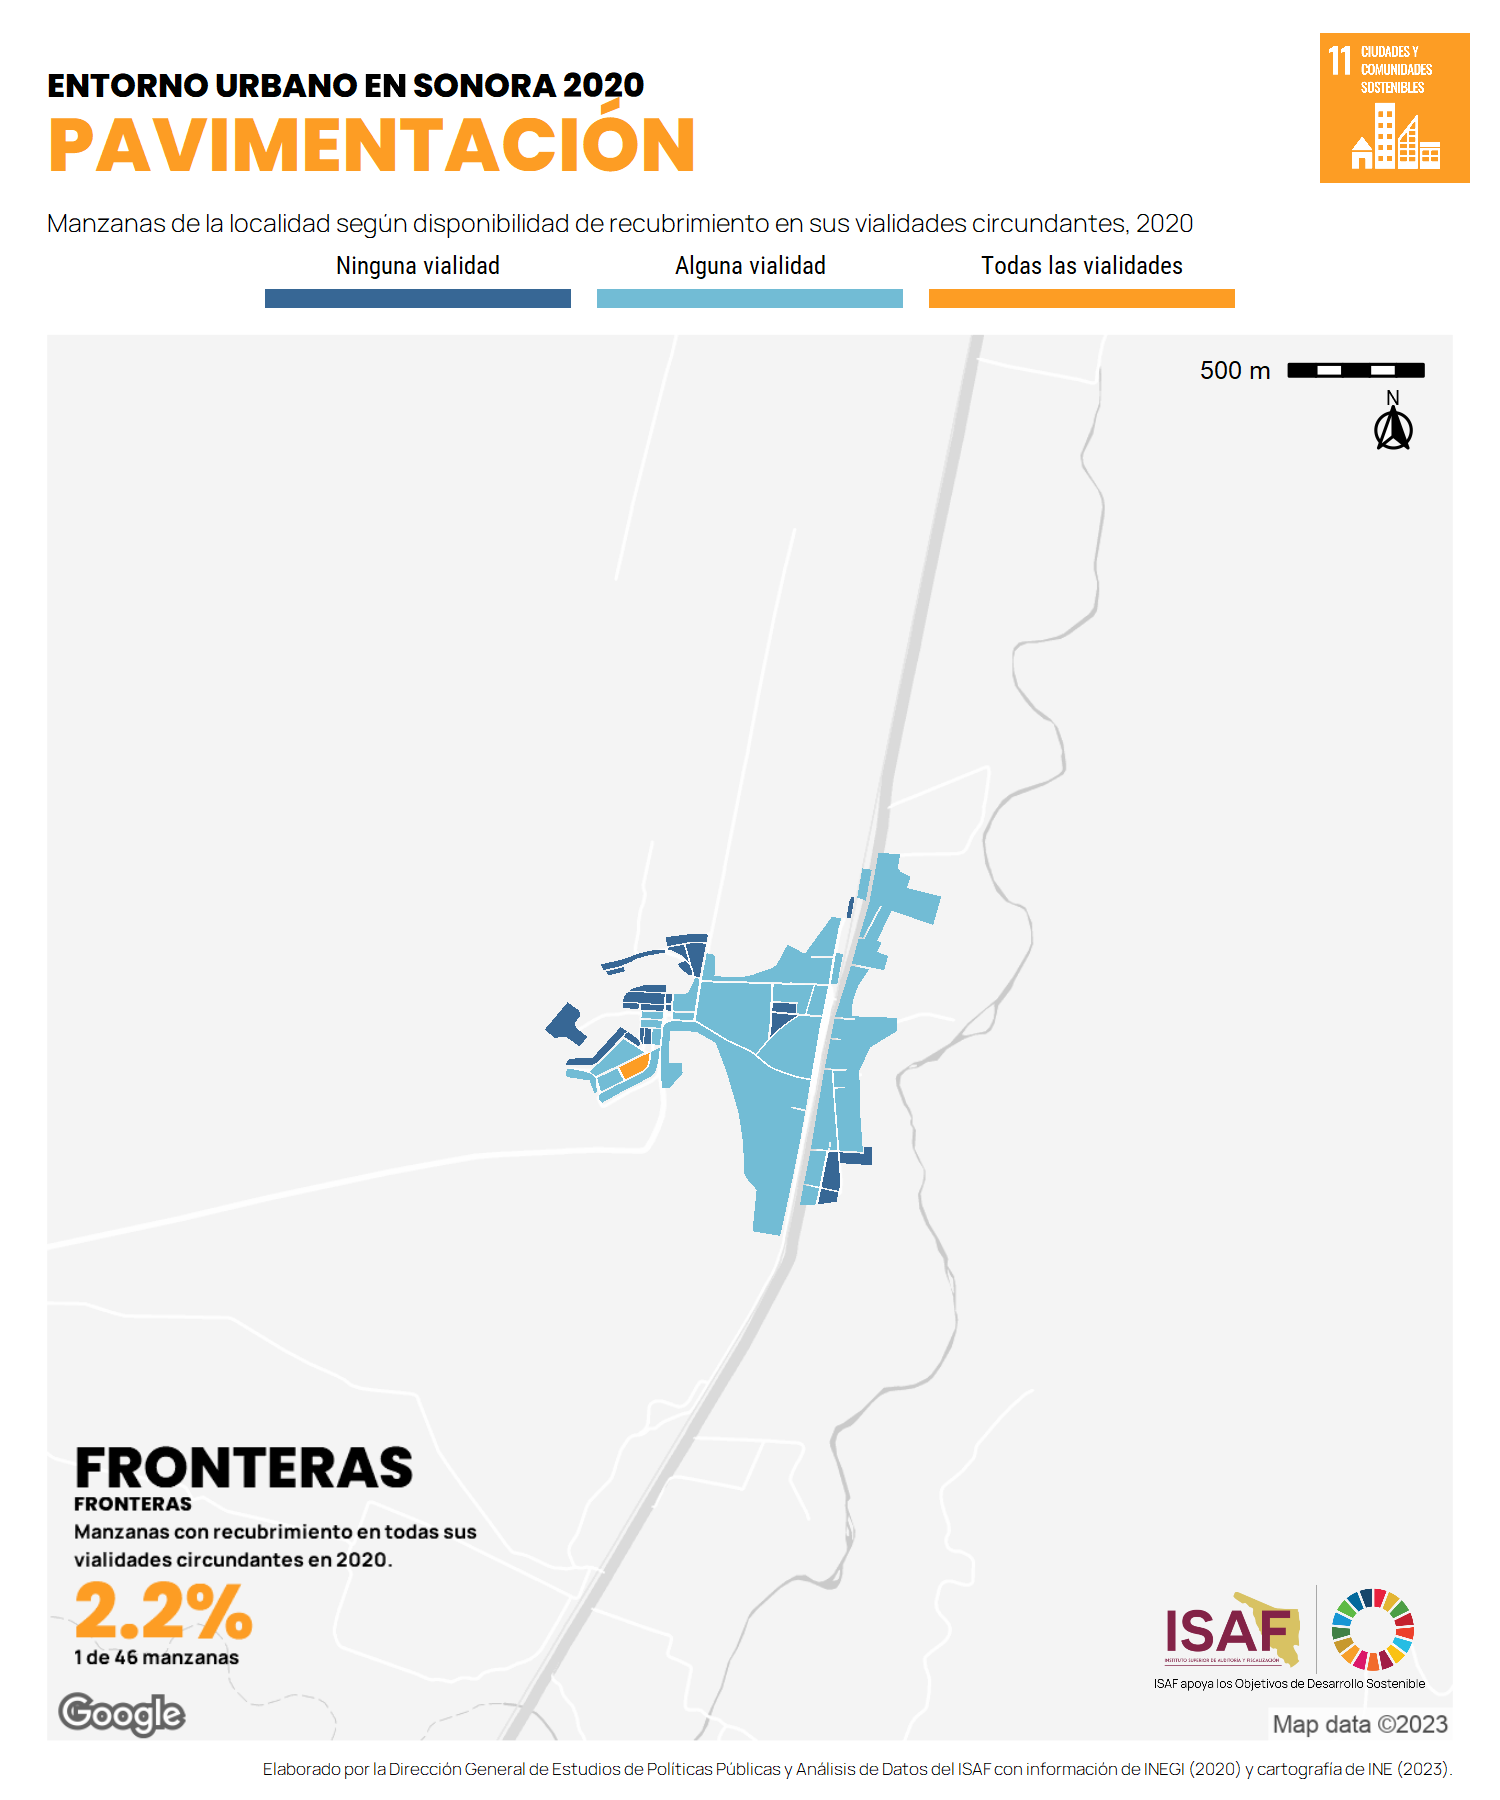 ENTORNO URBANO EN SONORA 2020
PAVIMENTACIÓN
11 CIUDADES Y
COMUNIDADES
SOSTENIBLES
Manzanas de la localidad según disponibilidad de recubrimiento en sus vialidades circundantes, 2020
Ninguna vialidad
Alguna vialidad
Todas las vialidades
500 m
N
FRONTERAS
FRONTERAS
Manzanas con recubrimiento en todas sus
vialidades circundantes en 2020.
2.2%
1 de 46 manzanas
Google
ISAF
INSTITUTO SUPERIOR DE AUDITORÍA Y FISCALIZACIÓN
ISAF apoya los Objetivos de Desarrollo Sostenible
Map data ©2023
Elaborado por la Dirección General de Estudios de Políticas Públicas y Análisis de Datos del ISAF con información de INEGI (2020) y cartografía de INE (2023).